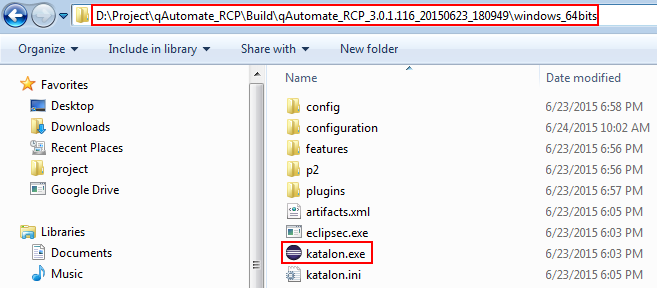 D:\Project\qAutomate_RCP\Build\qAutomate_RCP_3.0.1.116_20150623_180949\windows_64bits
Organize Include in library Share with New folder
Favorites
Desktop
Downloads
Recent Places
project
Google Drive
Libraries
Documents
Music
Name Date modified
config 6/23/2015 6:58 PM
configuration 6/24/2015 10:02 AM
features 6/23/2015 6:56 PM
p2 6/23/2015 6:56 PM
plugins 6/23/2015 6:57 PM
artifacts.xml 6/23/2015 6:05 PM
eclipsec.exe 6/23/2015 6:03 PM
katalon.exe 6/23/2015 6:03 PM
katalon.ini 6/23/2015 6:05 PM